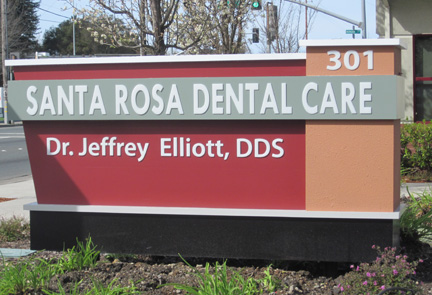 301
SANTA ROSA DENTAL CARE
Dr. Jeffrey Elliott, DDS